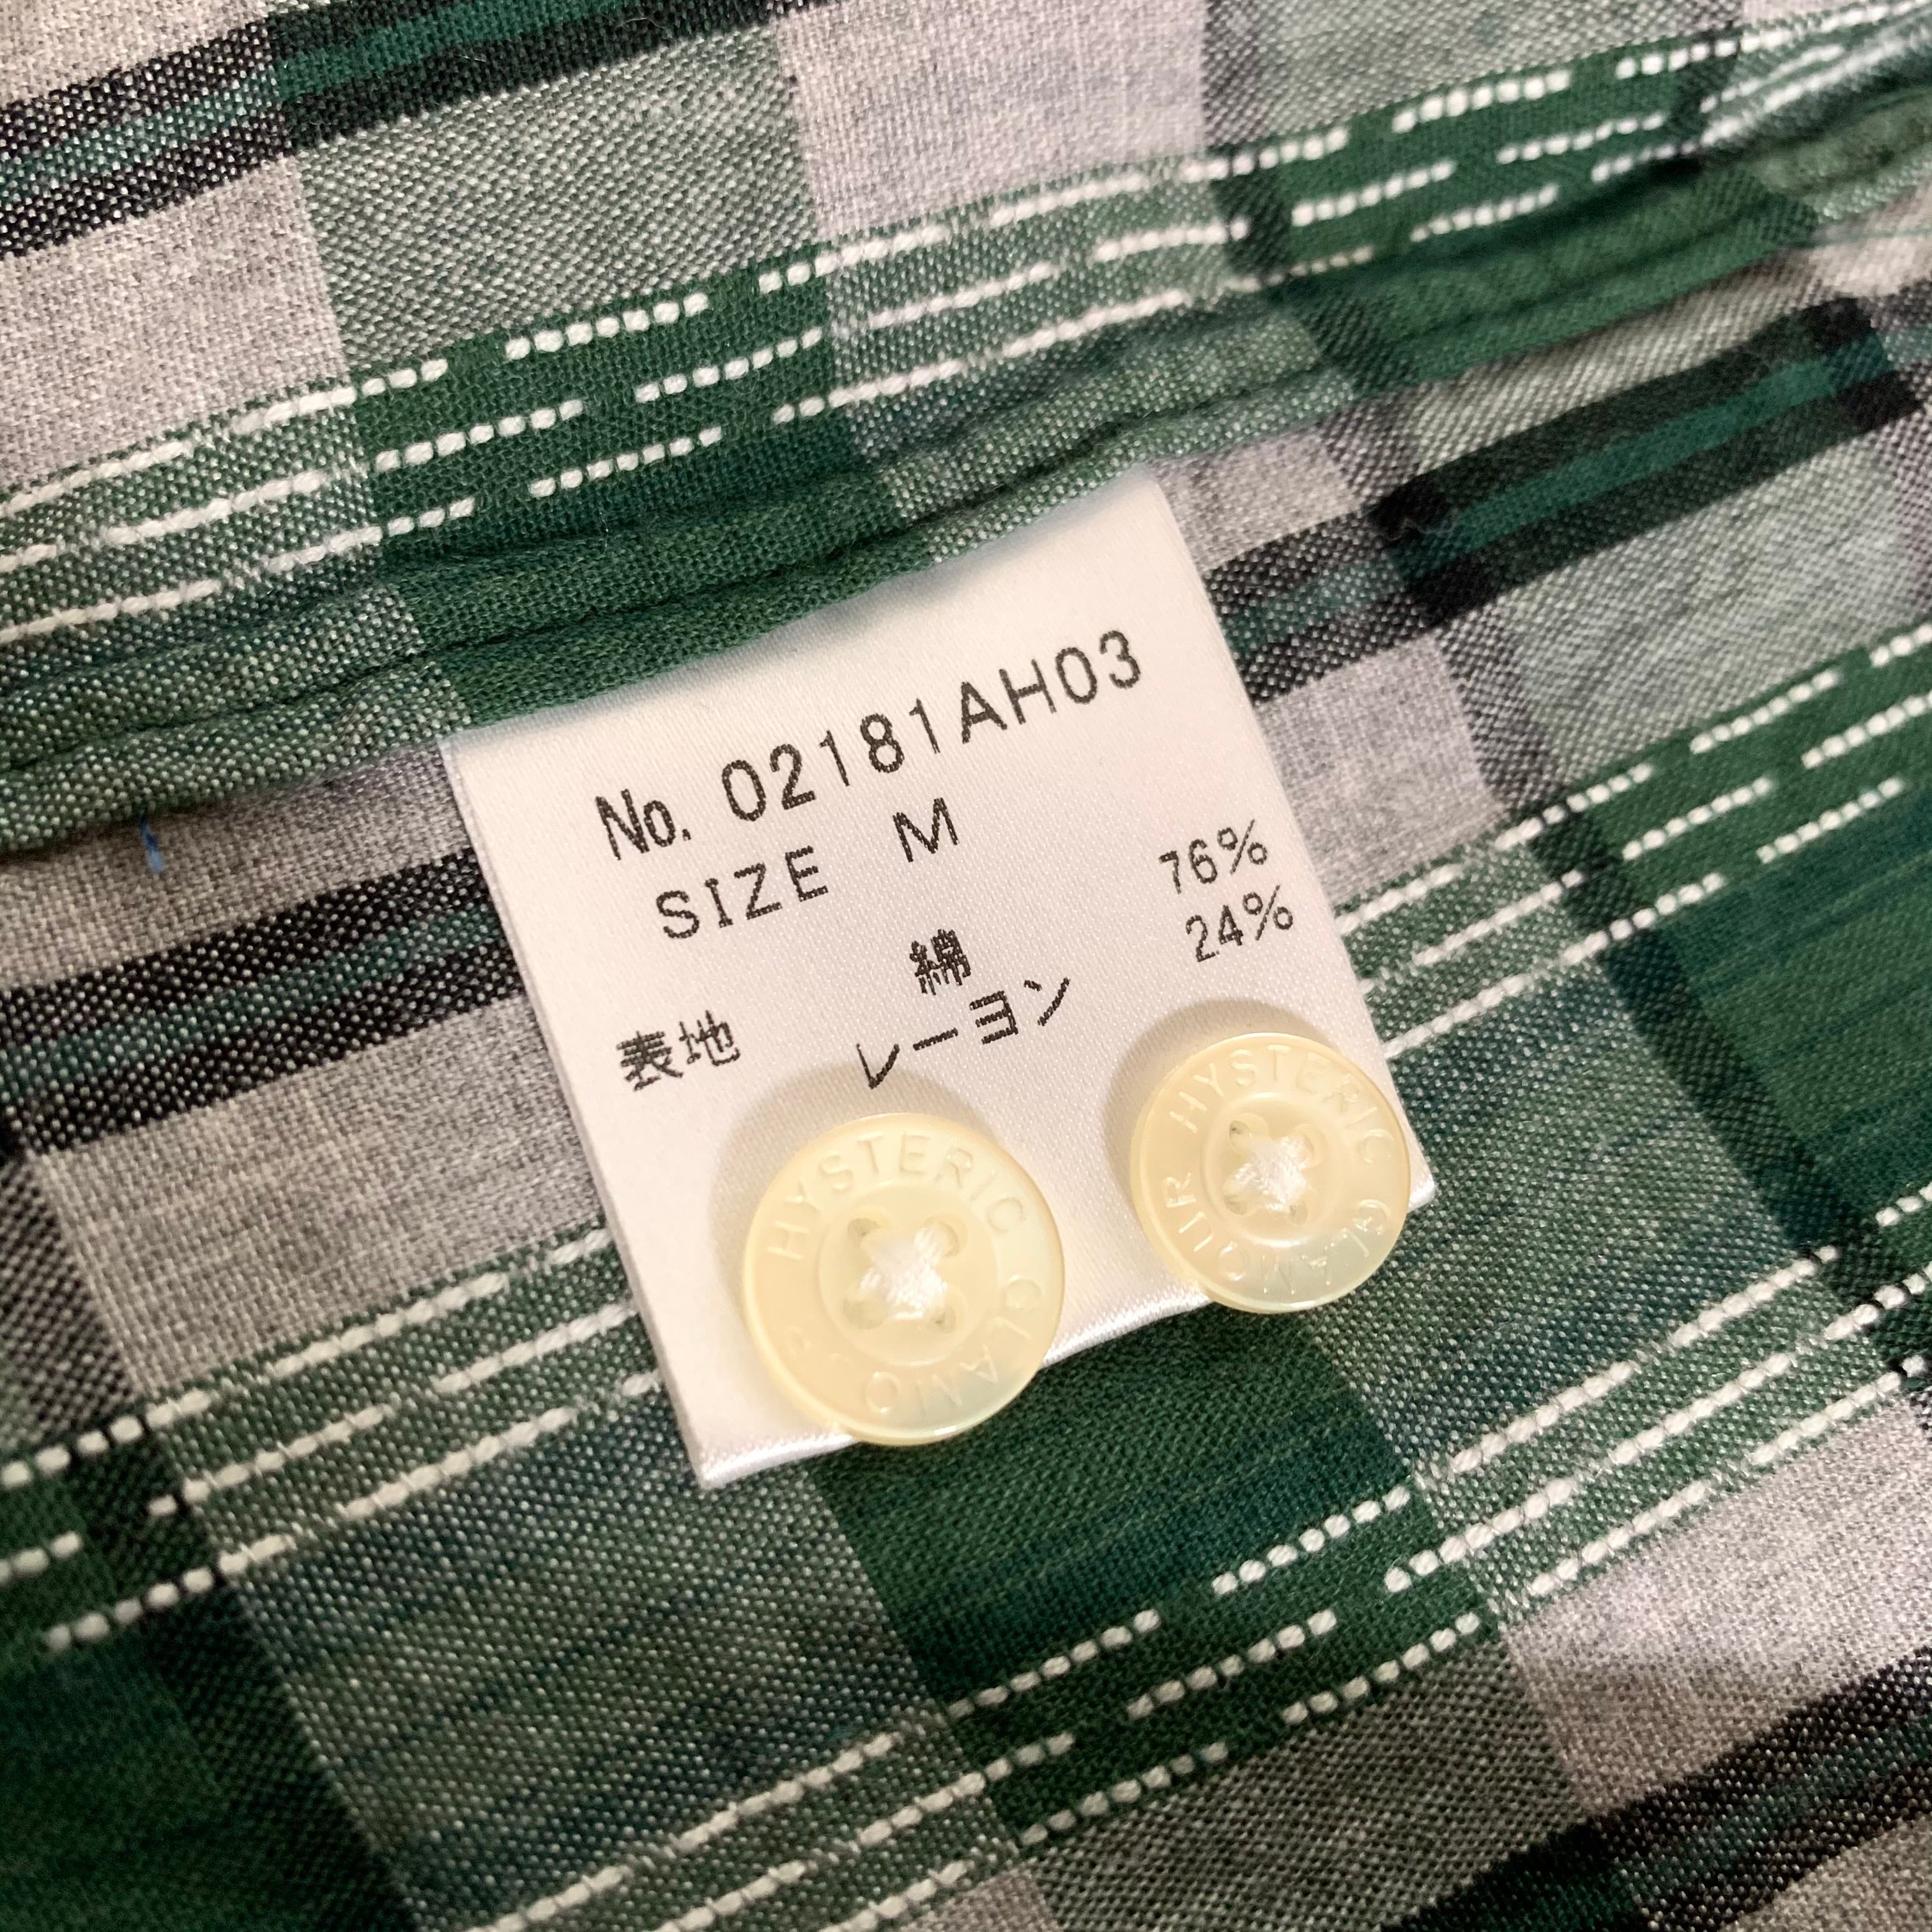 No. 02181AH03
SIZE M
表地 綿 76%
レーヨン 24%
HYSTERIC GLAMOUR
HYSTERIC GLAMOUR